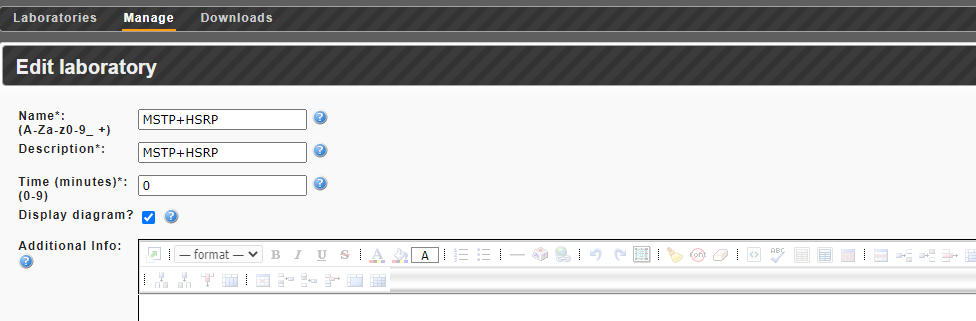 Laboratories Manage Downloads
Edit laboratory
Name*: MSTP+HSRP
(A-Za-z0-9_ +)
Description*: MSTP+HSRP
Time (minutes)*: 0
(0-9)
Display diagram?
Additional Info:
— format — B I U S A A
ABC